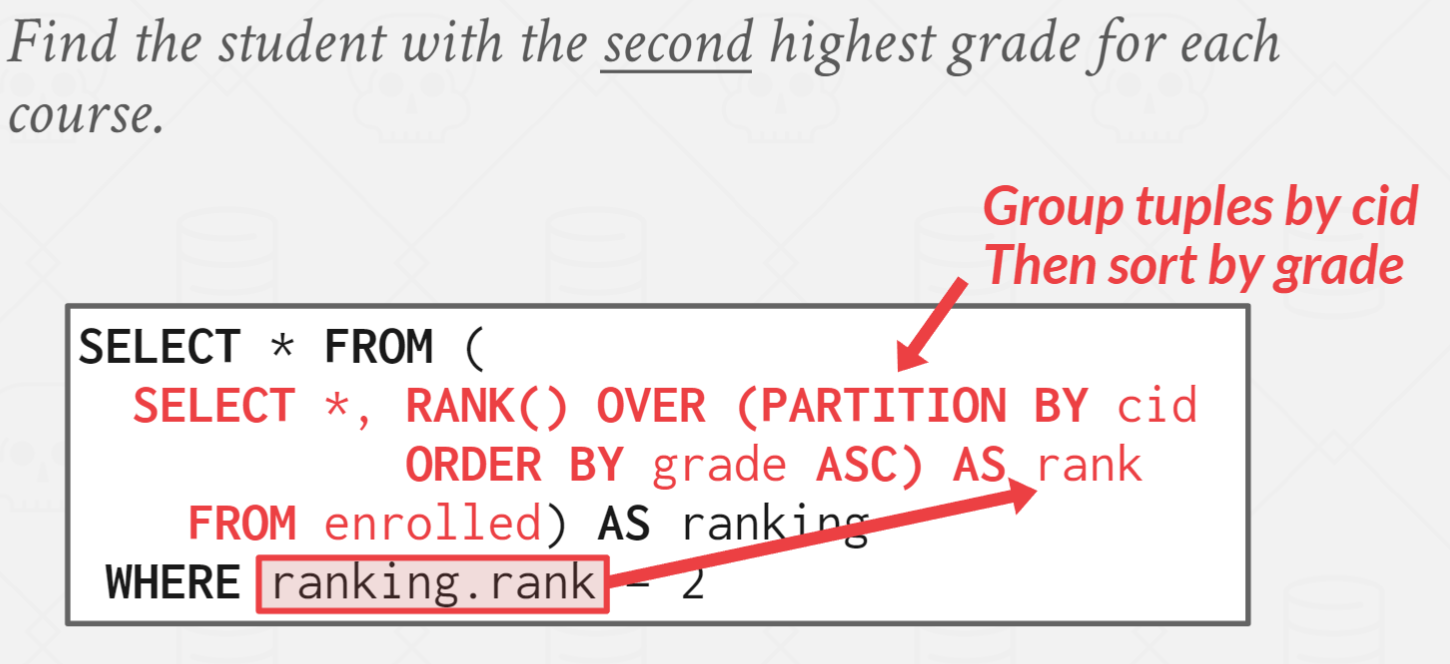 Find the student with the second highest grade for each
course.
Group tuples by cid
Then sort by grade
SELECT * FROM (
SELECT *, RANK() OVER (PARTITION BY cid
ORDER BY grade ASC) AS rank
FROM enrolled) AS ranking
WHERE ranking.rank = 2